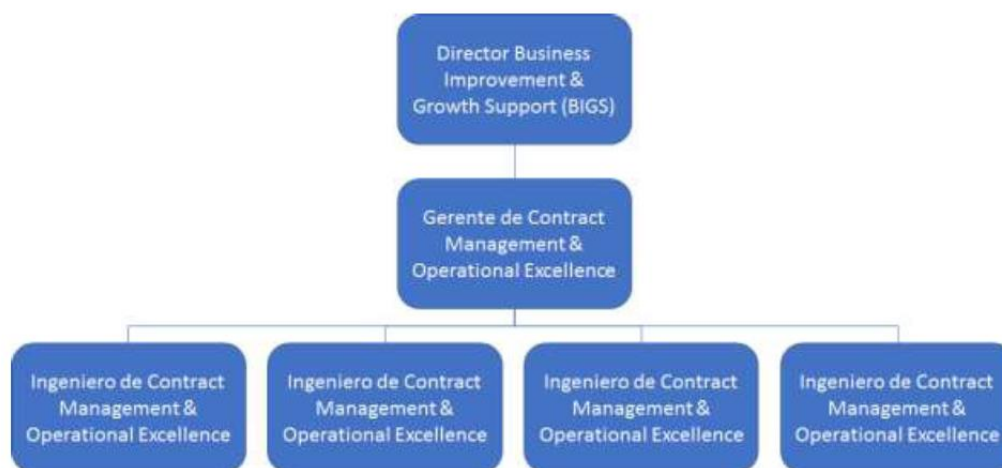 Director Business
Improvement &
Growth Support (BIGS)
Gerente de Contract
Management &
Operational Excellence
Ingeniero de Contract
Management &
Operational Excellence
Ingeniero de Contract
Management &
Operational Excellence
Ingeniero de Contract
Management &
Operational Excellence
Ingeniero de Contract
Management &
Operational Excellence